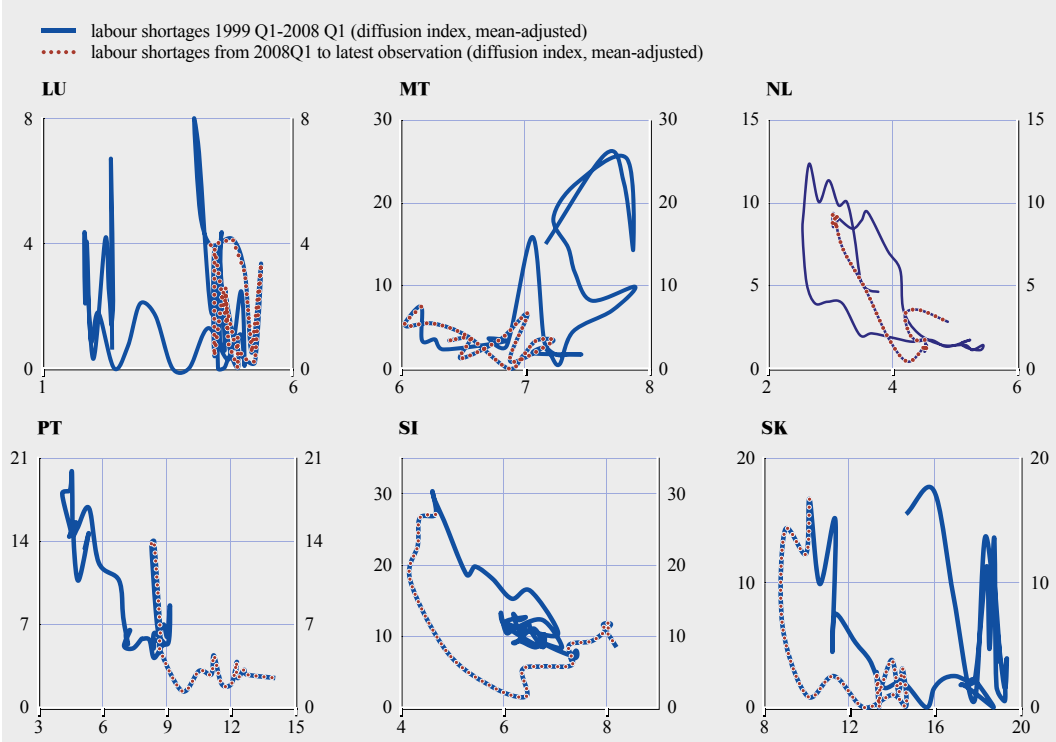 labour shortages 1999 Q1-2008 Q1 (diffusion index, mean-adjusted)
labour shortages from 2008Q1 to latest observation (diffusion index, mean-adjusted)
LU MT NL
8 8 30 30 15 15
20 20 10 10
4 4
10 10 5 5
0 0 0 0 0 0
1 6 6 7 8 2 4 6
PT SI SK
21 21 20 20
30 30
14 14 20 20 10 10
7 7 10 10
0 0 0 0 0 0
3 6 9 12 15 4 6 8 8 12 16 20